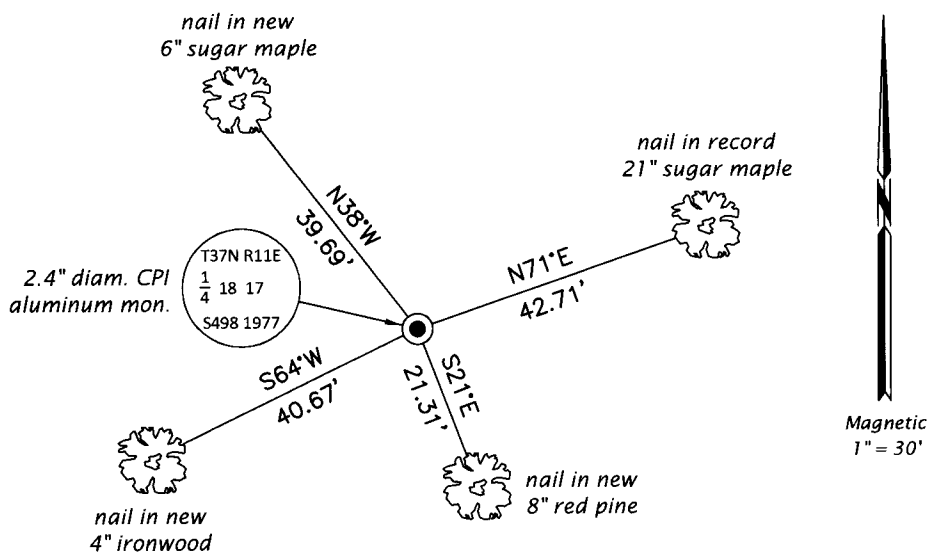 nail in new
6" sugar maple
nail in record
21" sugar maple
N38°W
39.69'
T37N R11E
1/4 18 17
S498 1977
2.4" diam. CPI
aluminum mon.
N71°E
42.71'
S64°W
40.67'
S21°E
21.31'
N
Magnetic
1" = 30'
nail in new
8" red pine
nail in new
4" ironwood